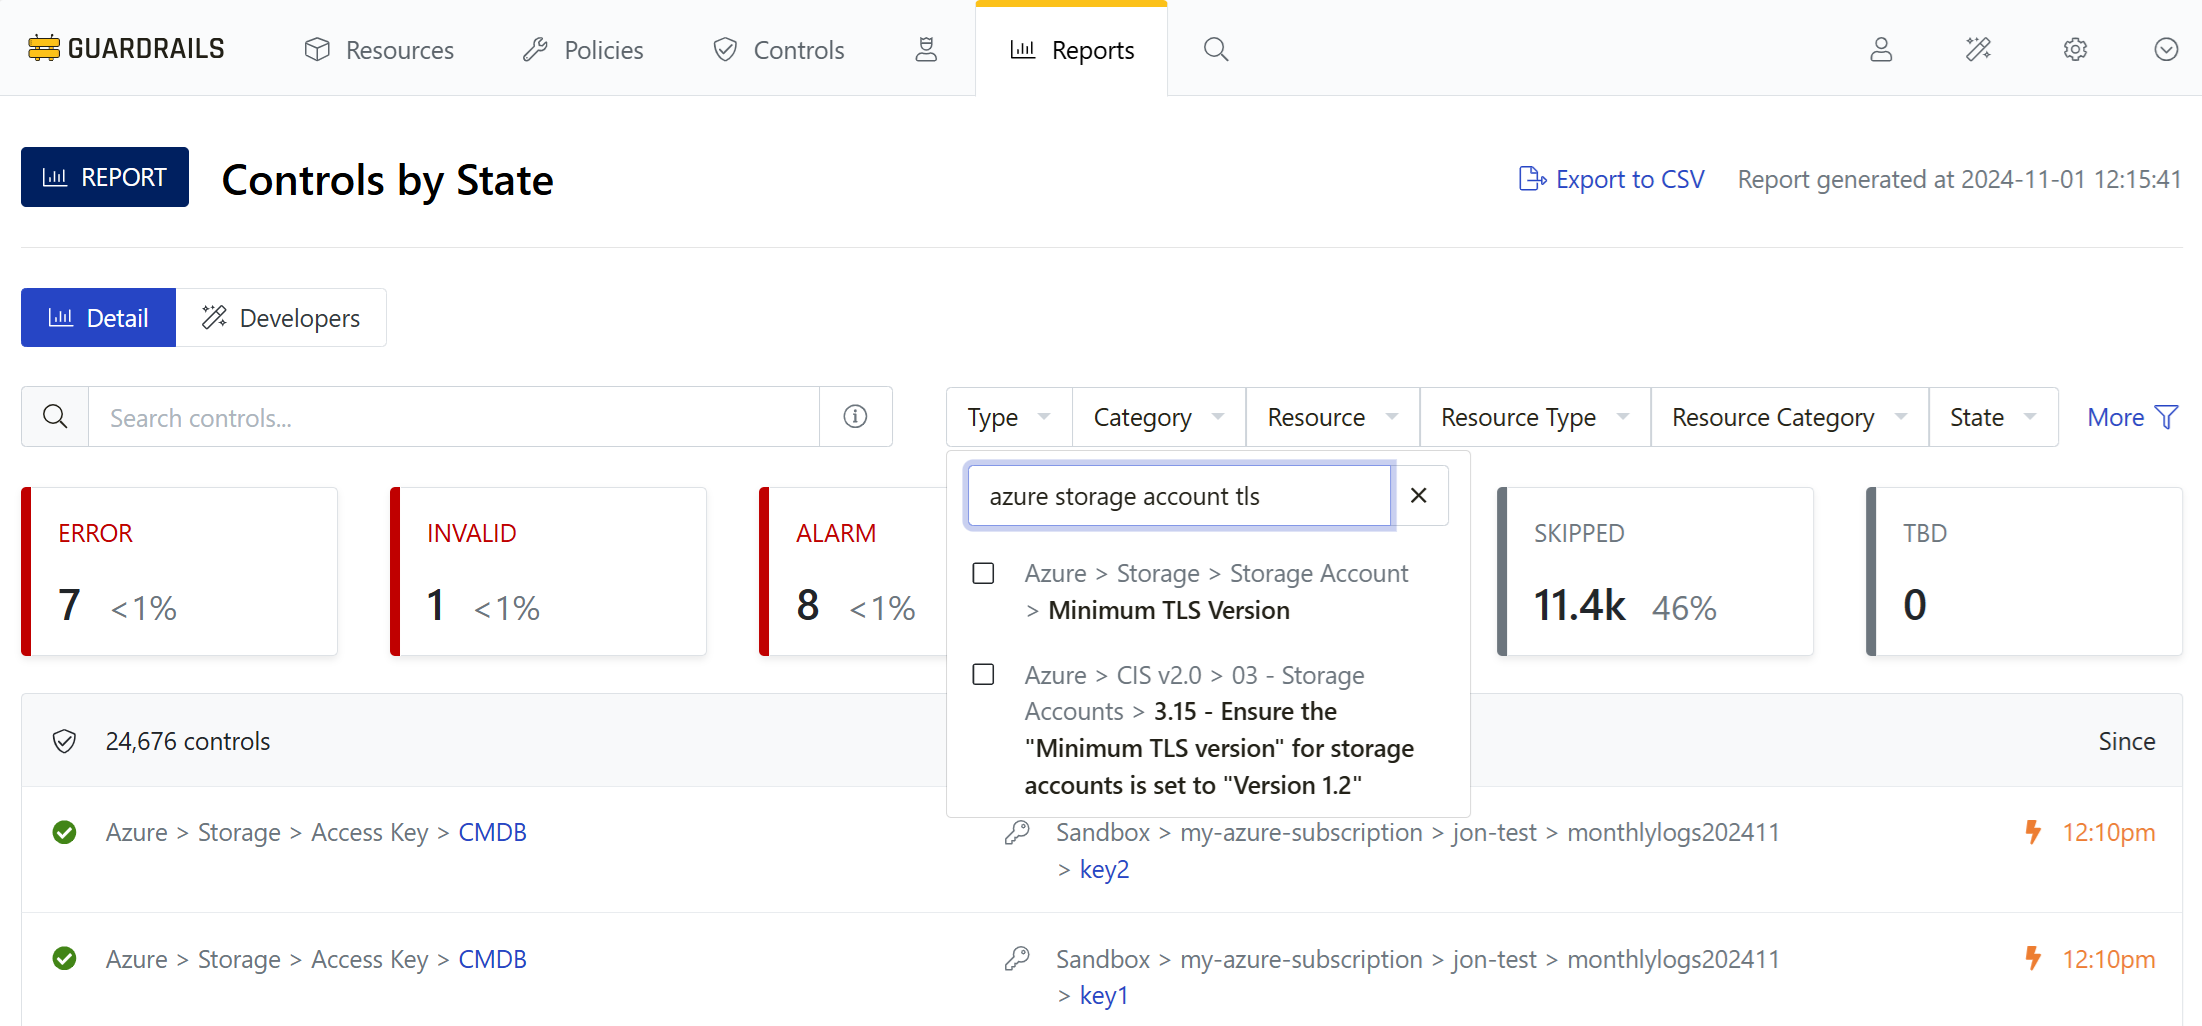 GUARDRAILS Resources Policies Controls Reports
REPORT Controls by State Export to CSV Report generated at 2024-11-01 12:15:41
Detail Developers
Search controls... Type Category Resource Resource Type Resource Category State More
azure storage account tls
ERROR INVALID ALARM SKIPPED TBD
7 <1% 1 <1% 8 <1% 11.4k 46% 0
Azure > Storage > Storage Account
> Minimum TLS Version
Azure > CIS v2.0 > 03 - Storage
Accounts > 3.15 - Ensure the
"Minimum TLS version" for storage
accounts is set to "Version 1.2"
24,676 controls Since
Azure > Storage > Access Key > CMDB Sandbox > my-azure-subscription > jon-test > monthlylogs202411 12:10pm
> key2
Azure > Storage > Access Key > CMDB Sandbox > my-azure-subscription > jon-test > monthlylogs202411 12:10pm
> key1